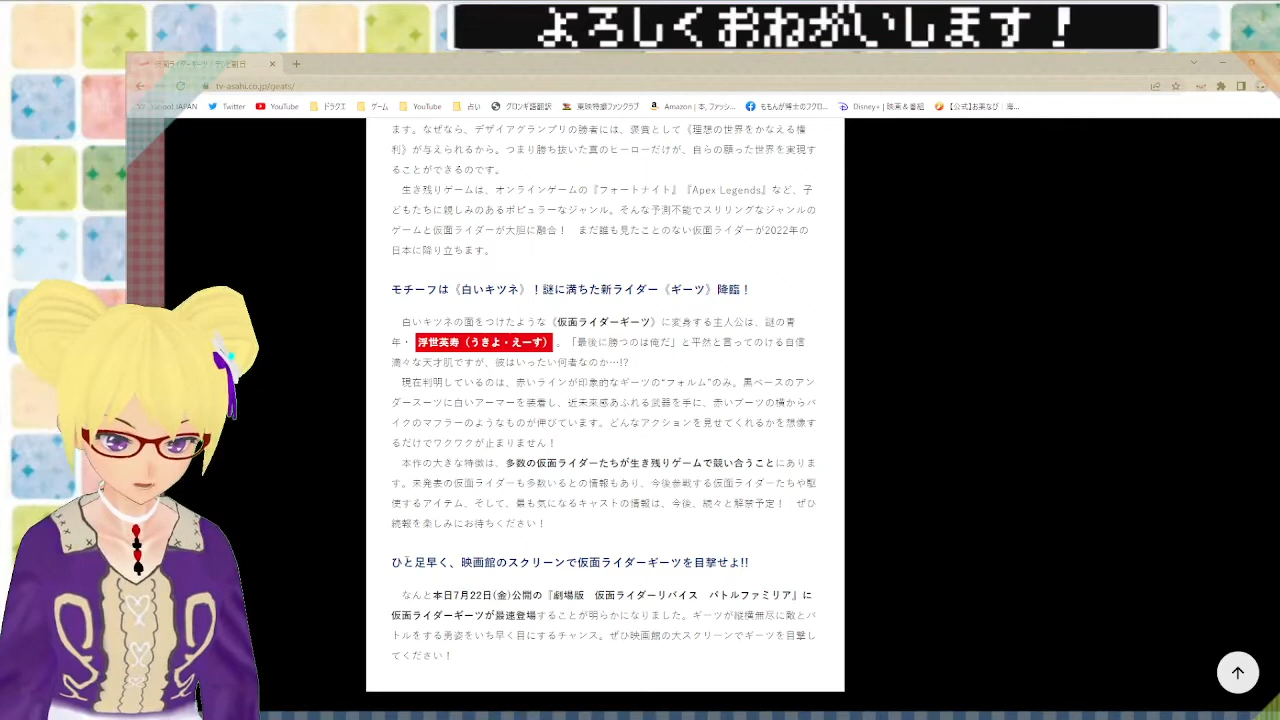 よろしくおねがいします！
仮面ライダーギーツ｜テレビ朝日
tv-asahi.co.jp/geats/
Yahoo! JAPAN Twitter YouTube ドラクエ ゲーム YouTube 占い グロンギ語翻訳 東映特撮ファンクラブ Amazon | 本, ファッシ... ももんが博士のフクロ... Disney+ | 映画 & 番組 【公式】お楽なび｜海...
ます。なぜなら、デザイアグランプリの勝者には、褒賞として《理想の世界をかなえる権
利》が与えられるから。つまり勝ち抜いた真のヒーローだけが、自らの願った世界を実現す
ることができるのです。
生き残りゲームは、オンラインゲームの『フォートナイト』『Apex Legends』など、子
どもたちに親しみのあるポピュラーなジャンル。そんな予測不能でスリリングなジャンルの
ゲームと仮面ライダーが大胆に融合！　まだ誰も見たことのない仮面ライダーが2022年の
日本に降り立ちます。
モチーフは《白いキツネ》！謎に満ちた新ライダー《ギーツ》降臨！
白いキツネの面をつけたような《仮面ライダーギーツ》に変身する主人公は、謎の青
年・ 浮世英寿（うきよ・えーす） 。「最後に勝つのは俺だ」と平然と言ってのける自信
満々な天才肌ですが、彼はいったい何者なのか…!?
現在判明しているのは、赤いラインが印象的なギーツの“フォルム”のみ。黒ベースのアン
ダースーツに白いアーマーを装着し、近未来感あふれる武器を手に、赤いブーツの横からバ
イクのマフラーのようなものが伸びています。どんなアクションを見せてくれるかを想像す
るだけでワクワクが止まりません！
本作の大きな特徴は、多数の仮面ライダーたちが生き残りゲームで競い合うことにありま
す。未発表の仮面ライダーも多数いるとの情報もあり、今後参戦する仮面ライダーたちや駆
使するアイテム、そして、最も気になるキャストの情報は、今後、続々と解禁予定！　ぜひ
続報を楽しみにお待ちください！
ひと足早く、映画館のスクリーンで仮面ライダーギーツを目撃せよ!!
なんと本日7月22日(金)公開の『劇場版　仮面ライダーリバイス　バトルファミリア』に
仮面ライダーギーツが最速登場することが明らかになりました。ギーツが縦横無尽に敵とバ
トルをする勇姿をいち早く目にするチャンス。ぜひ映画館の大スクリーンでギーツを目撃し
てください！